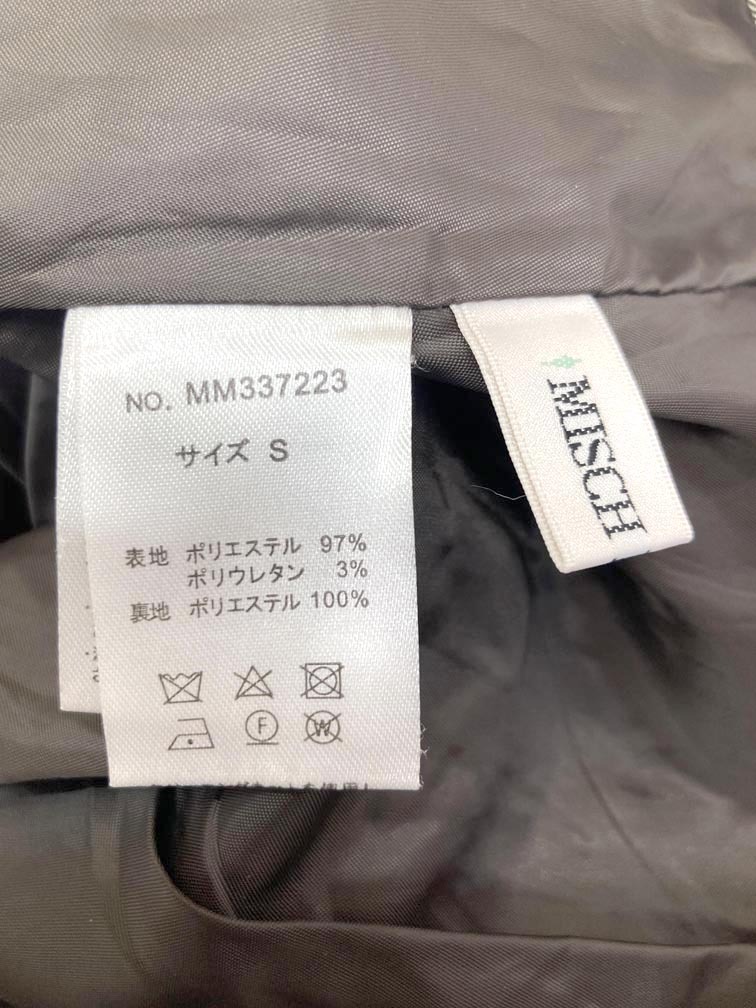 NO. MM337223
サイズ S
表地 ポリエステル 97%
ポリウレタン 3%
裏地 ポリエステル 100%
F
W
MISCH